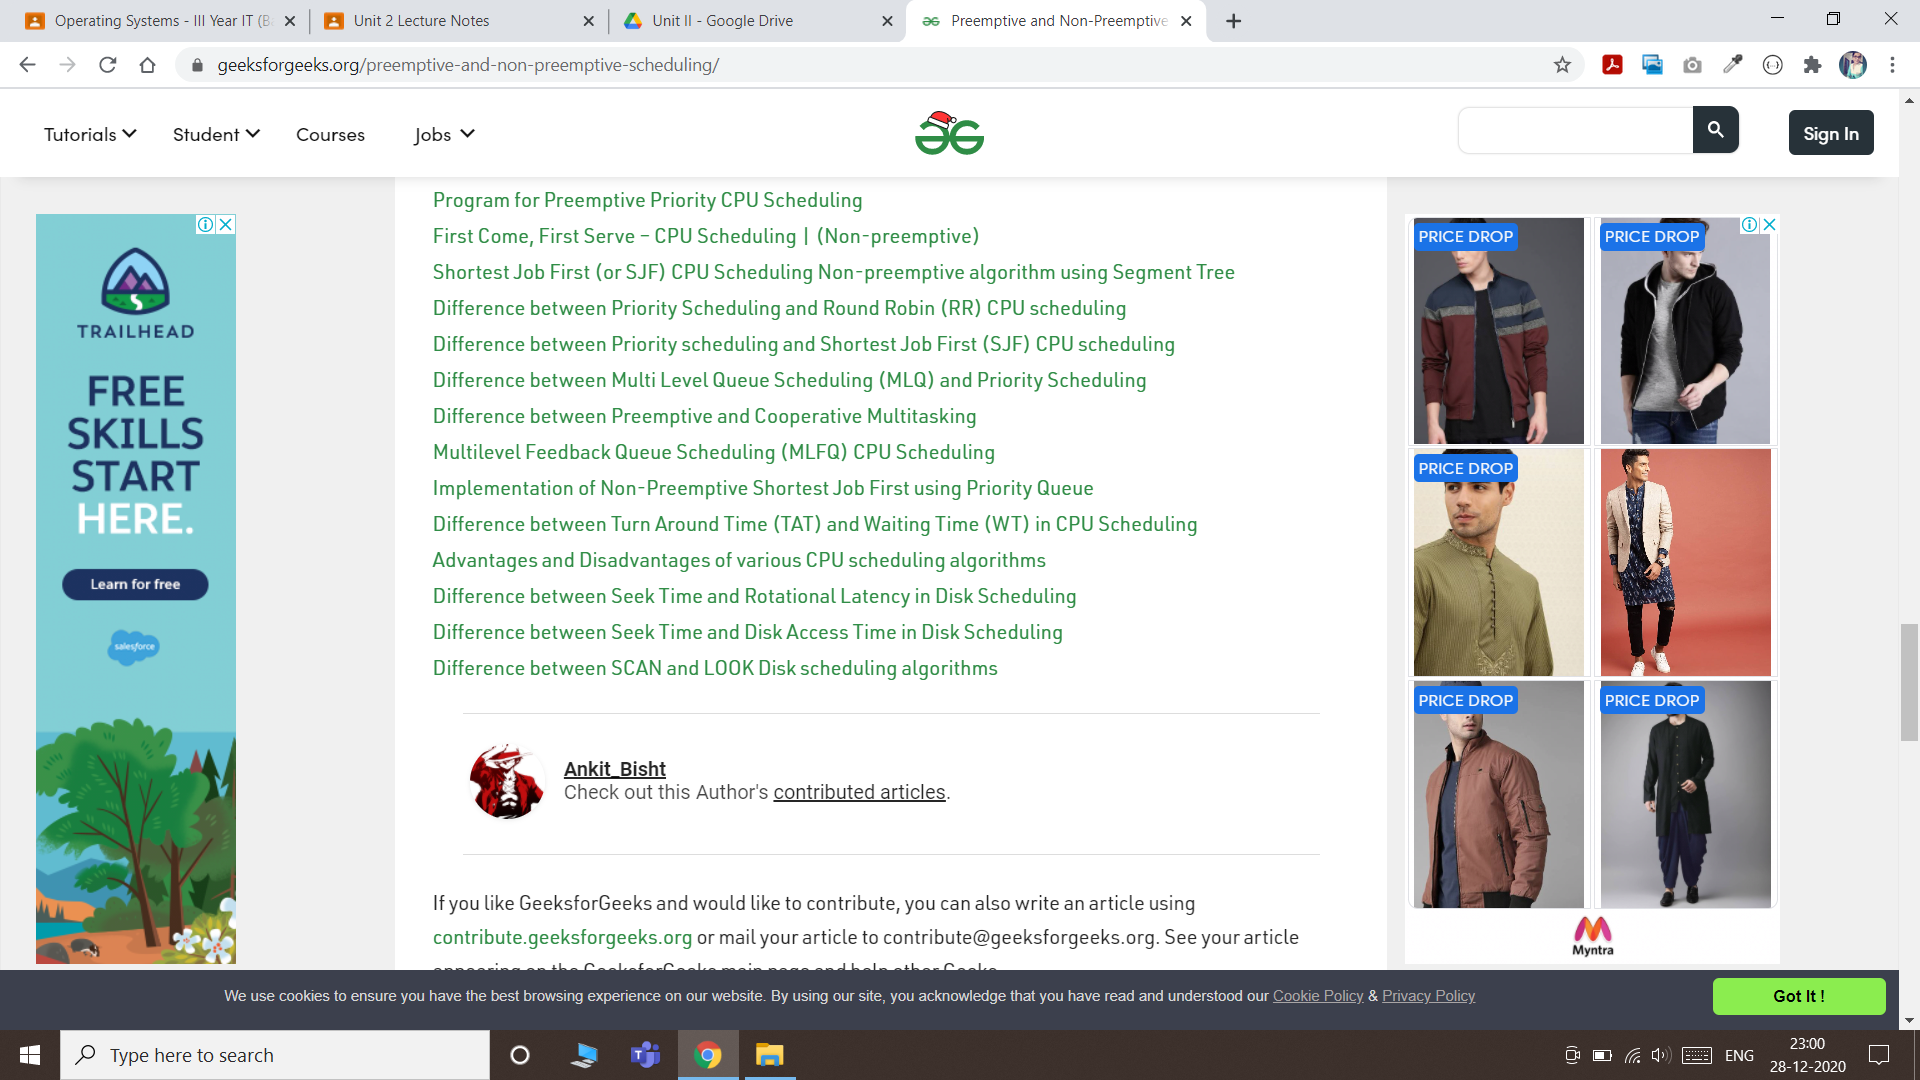 Operating Systems - III Year IT (B
Unit 2 Lecture Notes
Unit II - Google Drive
Preemptive and Non-Preemptive
geeksforgeeks.org/preemptive-and-non-preemptive-scheduling/
Tutorials
Student
Courses
Jobs
Sign In
Program for Preemptive Priority CPU Scheduling
First Come, First Serve – CPU Scheduling | (Non-preemptive)
Shortest Job First (or SJF) CPU Scheduling Non-preemptive algorithm using Segment Tree
Difference between Priority Scheduling and Round Robin (RR) CPU scheduling
Difference between Priority scheduling and Shortest Job First (SJF) CPU scheduling
Difference between Multi Level Queue Scheduling (MLQ) and Priority Scheduling
Difference between Preemptive and Cooperative Multitasking
Multilevel Feedback Queue Scheduling (MLFQ) CPU Scheduling
Implementation of Non-Preemptive Shortest Job First using Priority Queue
Difference between Turn Around Time (TAT) and Waiting Time (WT) in CPU Scheduling
Advantages and Disadvantages of various CPU scheduling algorithms
Difference between Seek Time and Rotational Latency in Disk Scheduling
Difference between Seek Time and Disk Access Time in Disk Scheduling
Difference between SCAN and LOOK Disk scheduling algorithms
Ankit_Bisht
Check out this Author's contributed articles.
If you like GeeksforGeeks and would like to contribute, you can also write an article using
contribute.geeksforgeeks.org or mail your article to contribute@geeksforgeeks.org. See your article
appearing on the GeeksforGeeks main page and help other Geeks.
TRAILHEAD
FREE
SKILLS
START
HERE.
Learn for free
salesforce
PRICE DROP
PRICE DROP
PRICE DROP
PRICE DROP
PRICE DROP
Myntra
We use cookies to ensure you have the best browsing experience on our website. By using our site, you acknowledge that you have read and understood our Cookie Policy & Privacy Policy
Got It !
Type here to search
ENG
23:00
28-12-2020